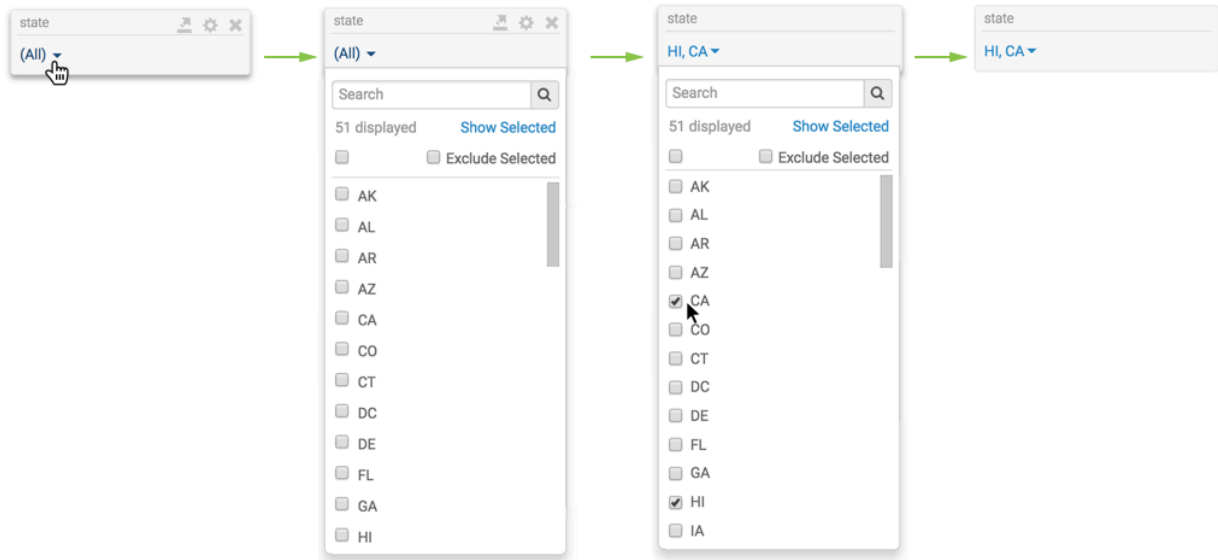 state
(All)
state
(All)
Search
51 displayed Show Selected
Exclude Selected
AK
AL
AR
AZ
CA
CO
CT
DC
DE
FL
GA
HI
state
HI, CA
Search
51 displayed Show Selected
Exclude Selected
AK
AL
AR
AZ
CA
CO
CT
DC
DE
FL
GA
HI
IA
state
HI, CA